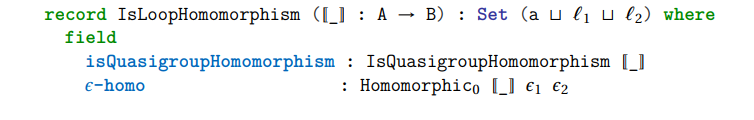 record IsLoopHomomorphism (⟦_⟧ : A → B) : Set (a ⊔ ℓ₁ ⊔ ℓ₂) where
field
isQuasigroupHomomorphism : IsQuasigroupHomomorphism ⟦_⟧
ϵ-homo : Homomorphic₀ ⟦_⟧ ϵ₁ ϵ₂